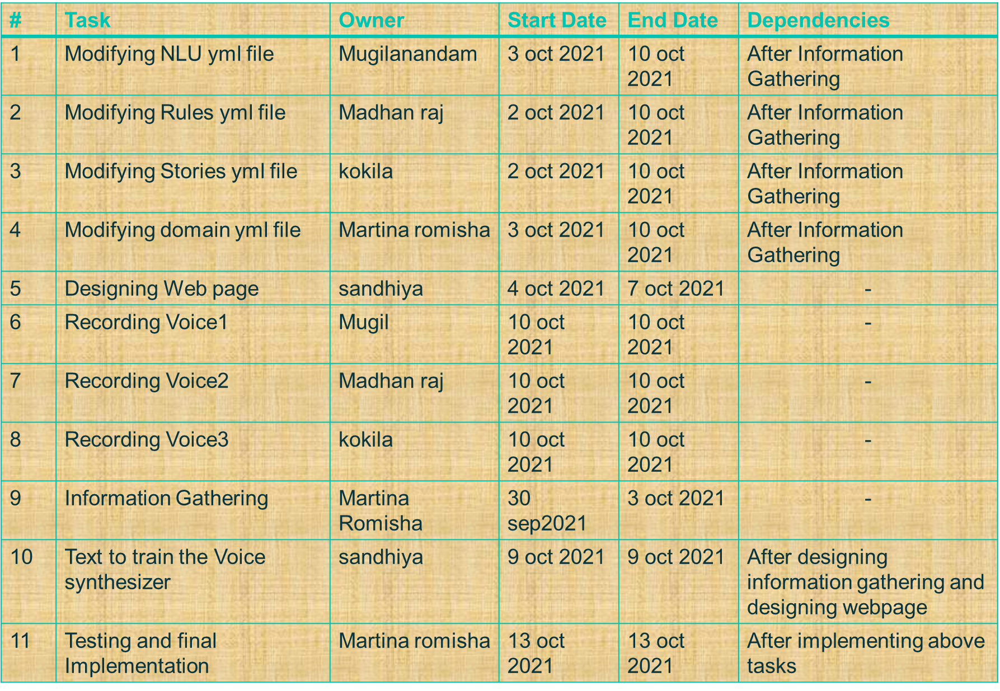 # Task Owner Start Date End Date Dependencies
1 Modifying NLU yml file Mugilanandam 3 oct 2021 10 oct 2021 After Information Gathering
2 Modifying Rules yml file Madhan raj 2 oct 2021 10 oct 2021 After Information Gathering
3 Modifying Stories yml file kokila 2 oct 2021 10 oct 2021 After Information Gathering
4 Modifying domain yml file Martina romisha 3 oct 2021 10 oct 2021 After Information Gathering
5 Designing Web page sandhiya 4 oct 2021 7 oct 2021 -
6 Recording Voice1 Mugil 10 oct 2021 10 oct 2021 -
7 Recording Voice2 Madhan raj 10 oct 2021 10 oct 2021 -
8 Recording Voice3 kokila 10 oct 2021 10 oct 2021 -
9 Information Gathering Martina Romisha 30 sep2021 3 oct 2021 -
10 Text to train the Voice synthesizer sandhiya 9 oct 2021 9 oct 2021 After designing information gathering and designing webpage
11 Testing and final Implementation Martina romisha 13 oct 2021 13 oct 2021 After implementing above tasks